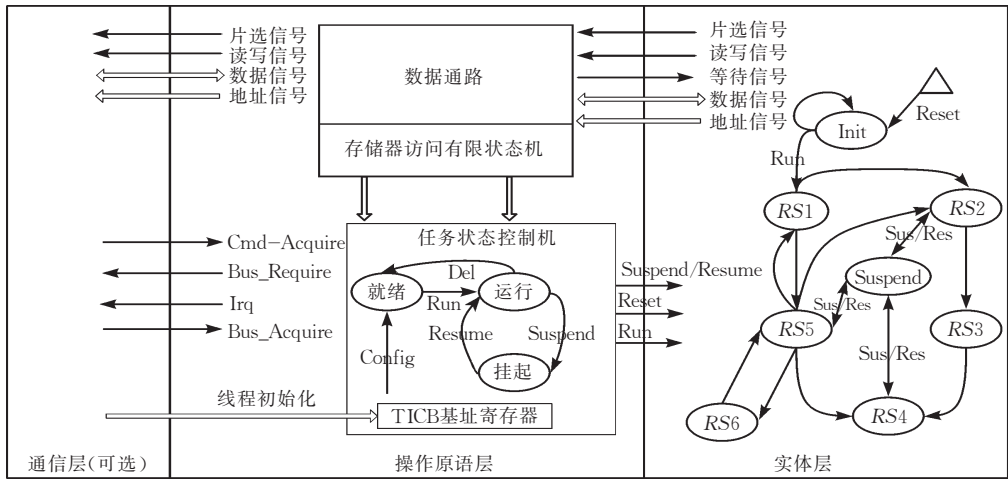 片选信号
读写信号
数据信号
地址信号
数据通路
存储器访问有限状态机
片选信号
读写信号
等待信号
数据信号
地址信号
Reset
Init
Run
RS1
RS2
Sus/Res
Suspend
Sus/Res
RS5
RS3
Sus/Res
RS6
RS4
Cmd-Acquire
Bus_Require
Irq
Bus_Acquire
线程初始化
任务状态控制机
Del
就绪
运行
Run
Resume
Suspend
Config
挂起
TICB基址寄存器
Suspend/Resume
Reset
Run
通信层(可选)
操作原语层
实体层